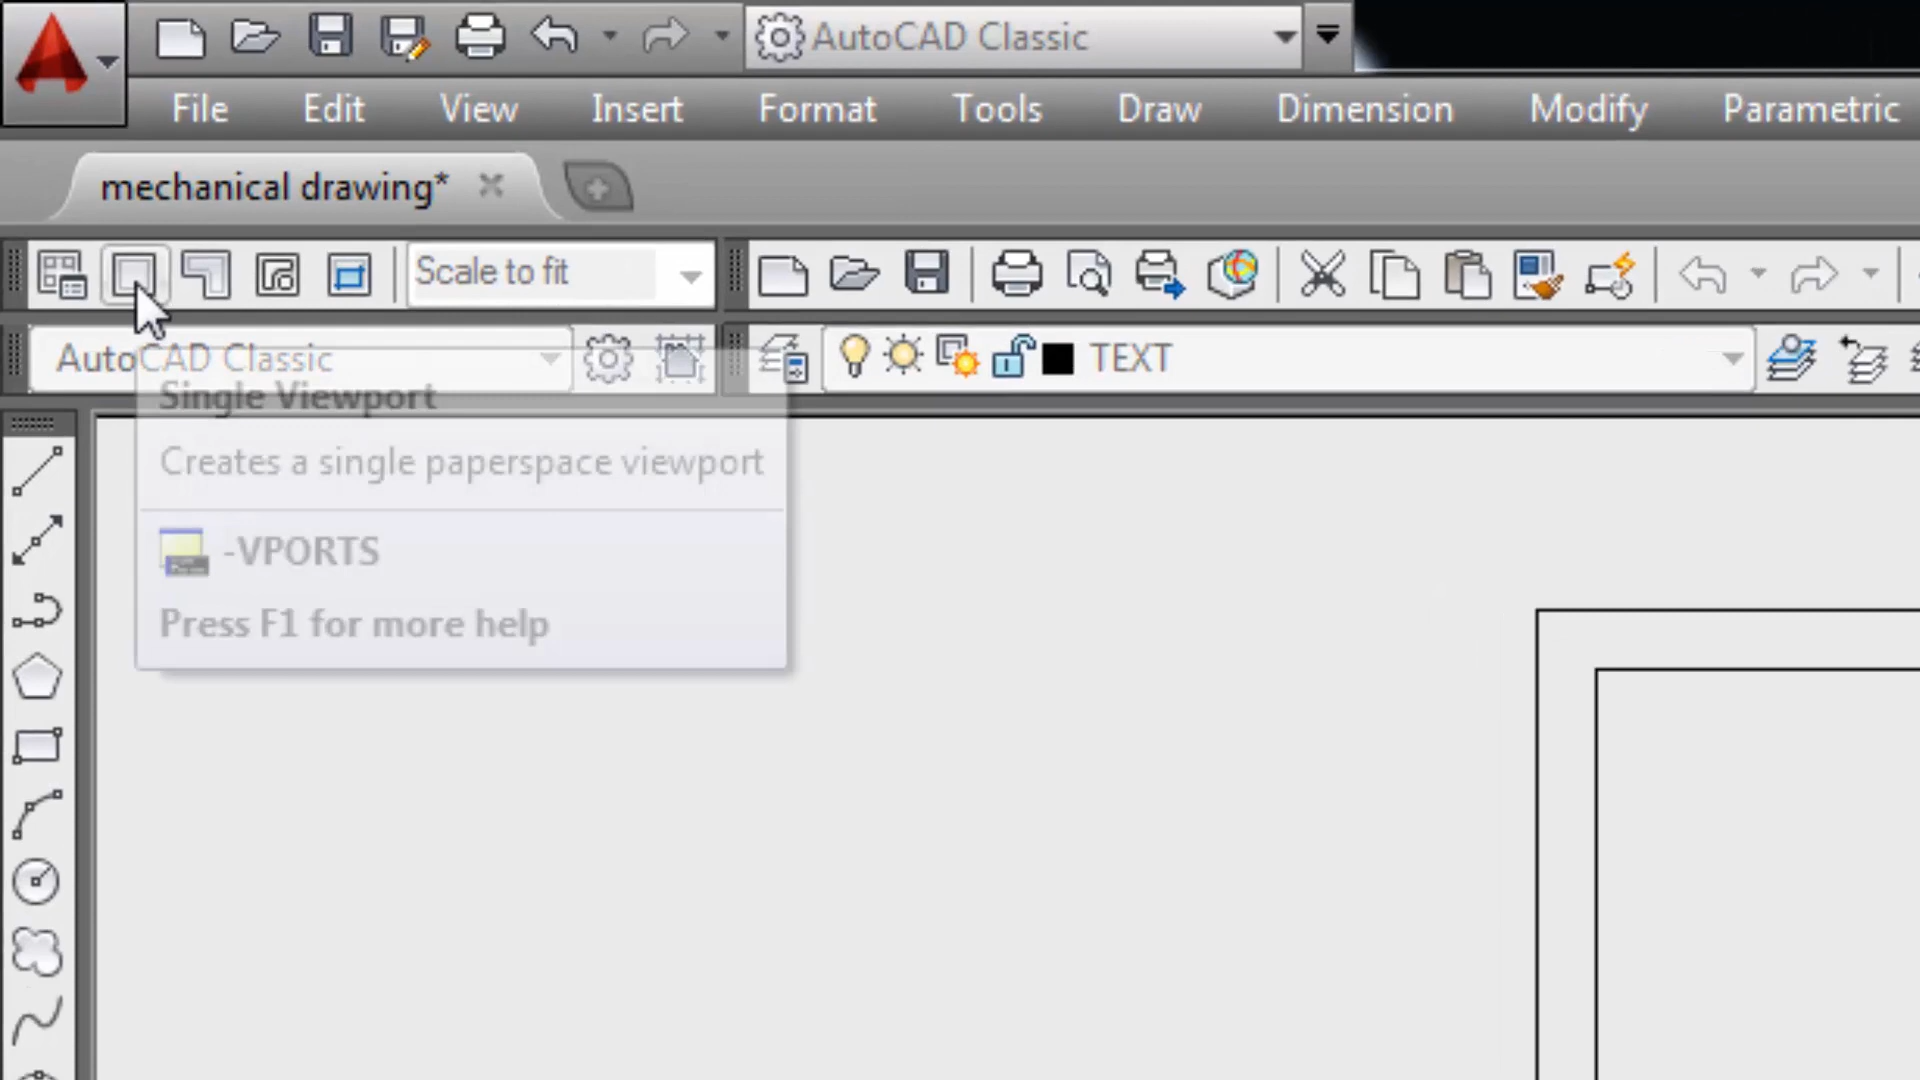 AutoCAD Classic
File Edit View Insert Format Tools Draw Dimension Modify Parametric
mechanical drawing*
Scale to fit
AutoCAD Classic
TEXT
Single Viewport
Creates a single paperspace viewport
-VPORTS
Press F1 for more help